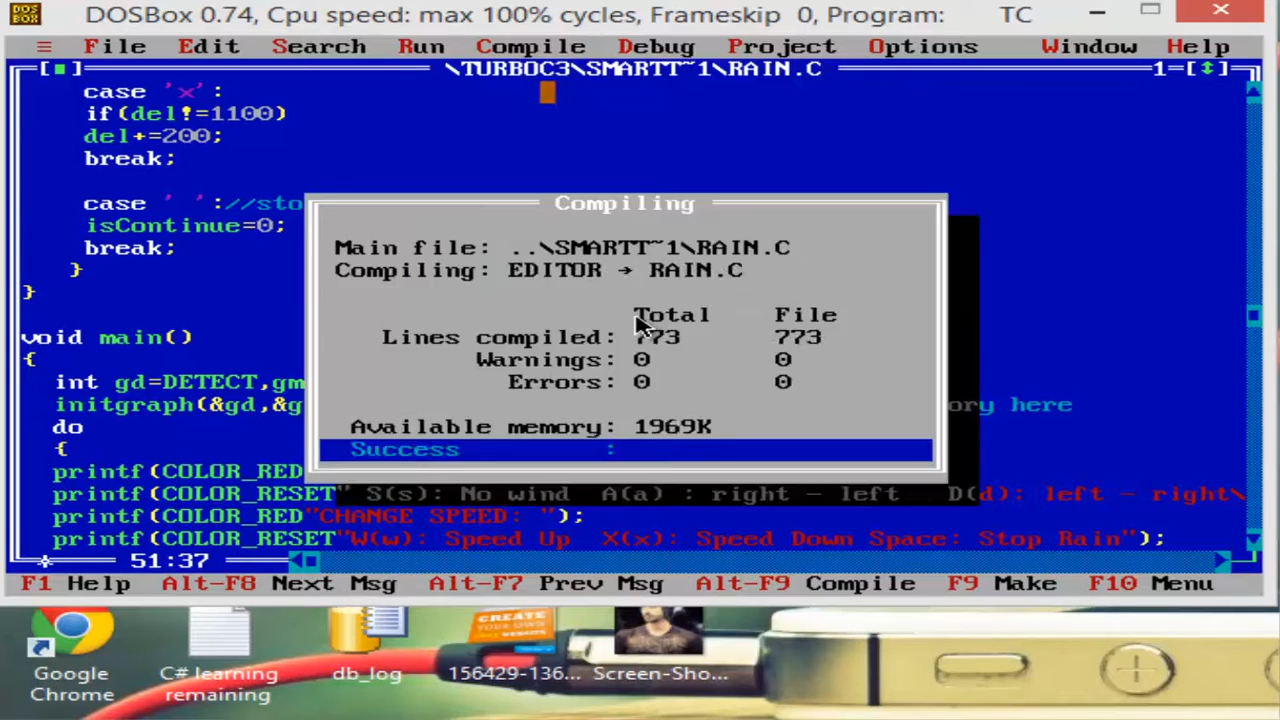 DOSBox 0.74, Cpu speed: max 100% cycles, Frameskip 0, Program: TC
≡ File Edit Search Run Compile Debug Project Options Window Help
\TURBOC3\SMARTT~1\RAIN.C 1=[↕]
case 'x':
if(del!=1100)
del+=200;
break;
case ' '://sto
isContinue=0;
break;
}
}
void main()
{
int gd=DETECT,gm
initgraph(&gd,&g ory here
do
{
printf(COLOR_RED
printf(COLOR_RESET" S(s): No wind A(a) : right - left D(d): left - right\
printf(COLOR_RED"CHANGE SPEED: ");
printf(COLOR_RESET"W(w): Speed Up X(x): Speed Down Space: Stop Rain");
51:37
Compiling
Main file: ..\SMARTT~1\RAIN.C
Compiling: EDITOR → RAIN.C
Total File
Lines compiled: 773 773
Warnings: 0 0
Errors: 0 0
Available memory: 1969K
Success :
F1 Help Alt-F8 Next Msg Alt-F7 Prev Msg Alt-F9 Compile F9 Make F10 Menu
CREATE
YOUR OWN
Google Chrome
C# learning remaining
db_log
156429-136...
Screen-Sho...